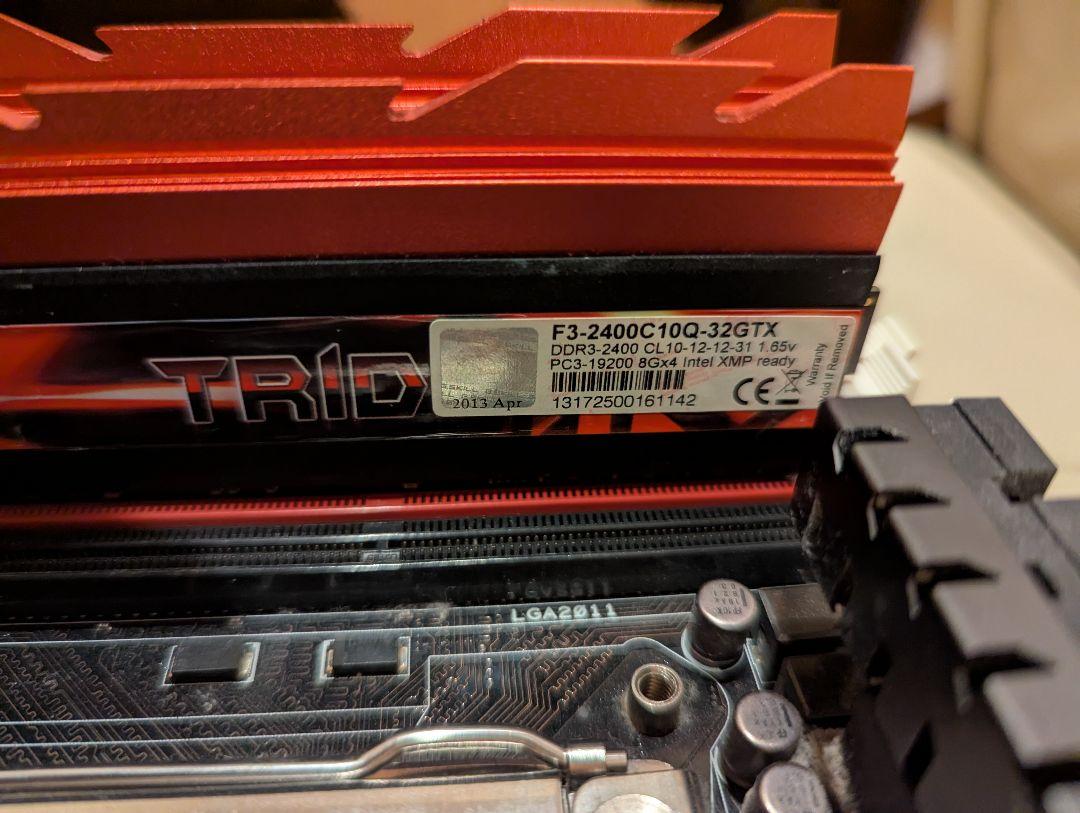 TRID
F3-2400C10Q-32GTX
DDR3-2400 CL10-12-12-31 1.65v
PC3-19200 8Gx4 Intel XMP ready
13172500161142
2013 Apr
CE
Warranty
Void If Removed
LGA2011